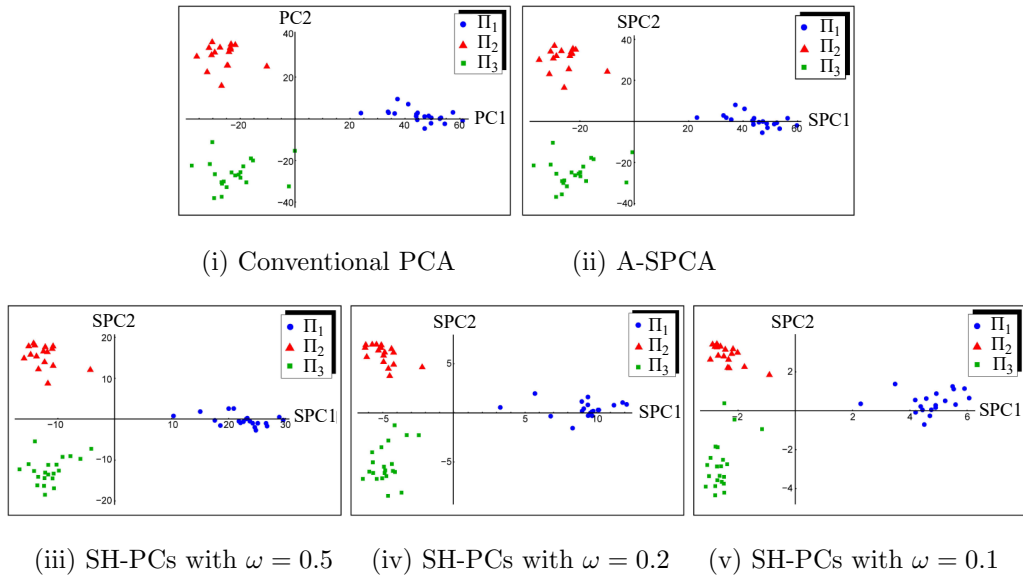 PC2
Π1
Π2
Π3
40
20
−20
−40
−20
20
40
60
PC1
(i) Conventional PCA
SPC2
Π1
Π2
Π3
40
20
−20
−40
−20
20
40
60
SPC1
(ii) A-SPCA
SPC2
Π1
Π2
Π3
20
10
−10
−20
−10
10
20
30
SPC1
(iii) SH-PCs with ω = 0.5
SPC2
Π1
Π2
Π3
5
−5
−5
5
10
SPC1
(iv) SH-PCs with ω = 0.2
SPC2
Π1
Π2
Π3
2
−2
−4
−2
2
4
6
SPC1
(v) SH-PCs with ω = 0.1